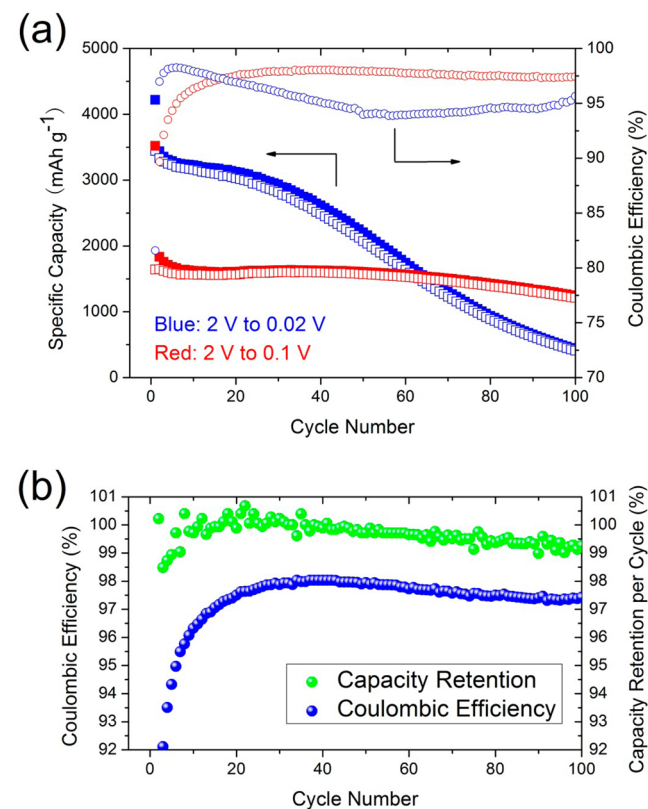 (a)
5000
4000
3000
2000
1000
0
Specific Capacity (mAh g⁻¹)
100
95
90
85
80
72
70
Coulombic Efficiency (%)
Blue: 2 V to 0.02 V
Red: 2 V to 0.1 V
0 20 40 60 80 100
Cycle Number
(b)
101
100
99
98
97
96
95
94
93
92
Coulombic Efficiency (%)
101
100
99
98
97
96
95
94
93
92
Capacity Retention per Cycle (%)
Capacity Retention
Coulombic Efficiency
0 20 40 60 80 100
Cycle Number